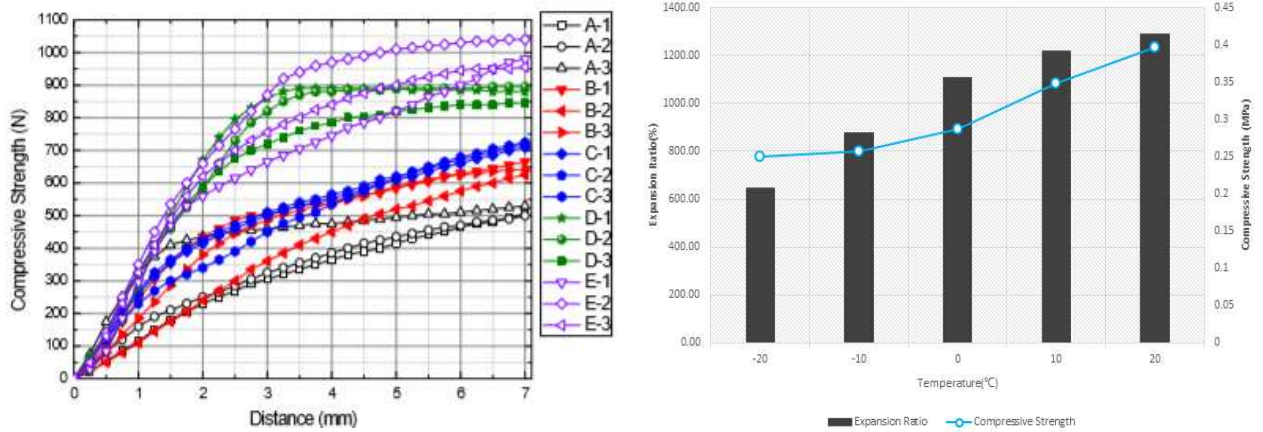 1100
1000
900
800
700
600
500
400
300
200
100
0
Compressive Strength (N)
0 1 2 3 4 5 6 7
Distance (mm)
A-1
A-2
A-3
B-1
B-2
B-3
C-1
C-2
C-3
D-1
D-2
D-3
E-1
E-2
E-3
1400.00
1200.00
1000.00
800.00
600.00
400.00
200.00
0.00
Expansion Ratio(%)
0.45
0.4
0.35
0.3
0.25
0.2
0.15
0.1
0.05
0
Compressive Strength (MPa)
-20 -10 0 10 20
Temperature(℃)
Expansion Ratio Compressive Strength